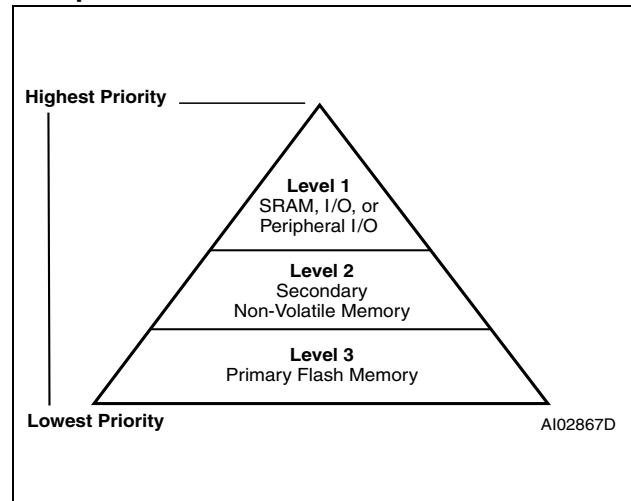 Highest Priority
Level 1
SRAM, I/O, or
Peripheral I/O
Level 2
Secondary
Non-Volatile Memory
Level 3
Primary Flash Memory
Lowest Priority
AI02867D